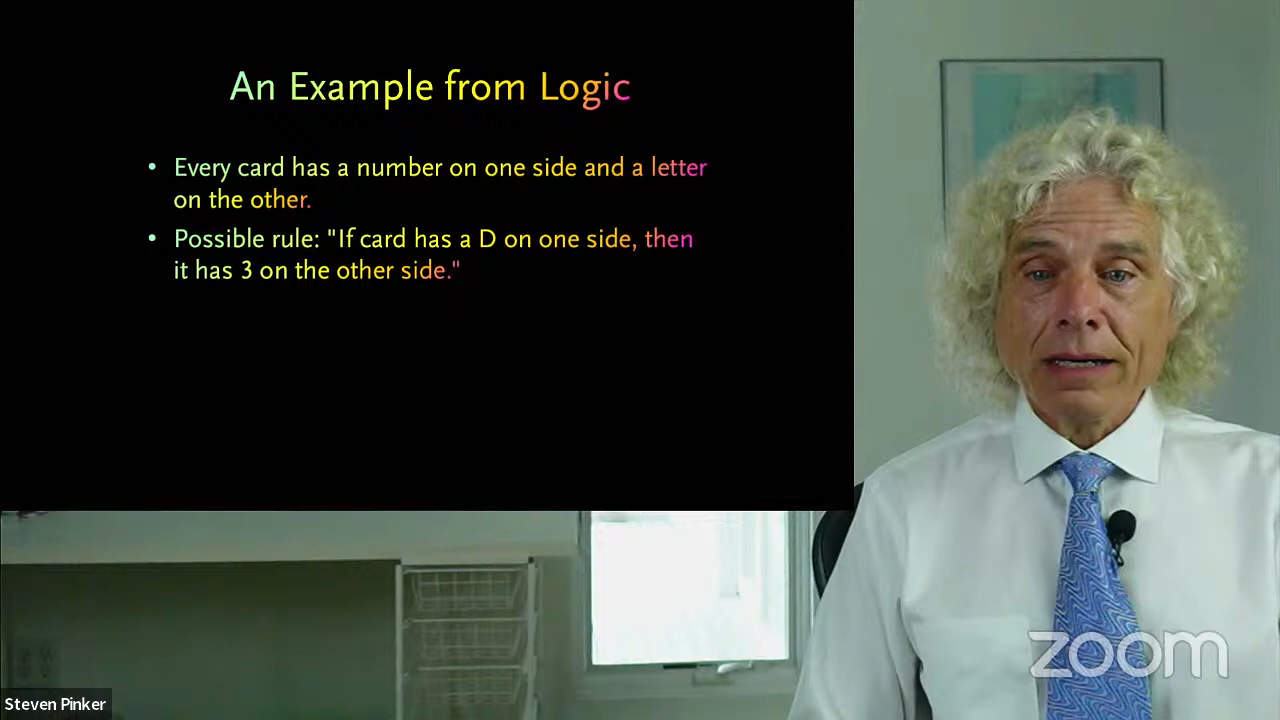 An Example from Logic
• Every card has a number on one side and a letter
on the other.
• Possible rule: "If card has a D on one side, then
it has 3 on the other side."
zoom
Steven Pinker